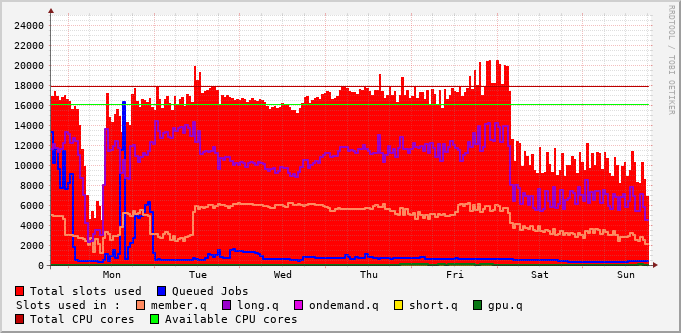 24000
22000
20000
18000
16000
14000
12000
10000
8000
6000
4000
2000
0
Mon Tue Wed Thu Fri Sat Sun
RRDTOOL / TOBI OETIKER
Total slots used Queued Jobs
Slots used in : member.q long.q ondemand.q short.q gpu.q
Total CPU cores Available CPU cores